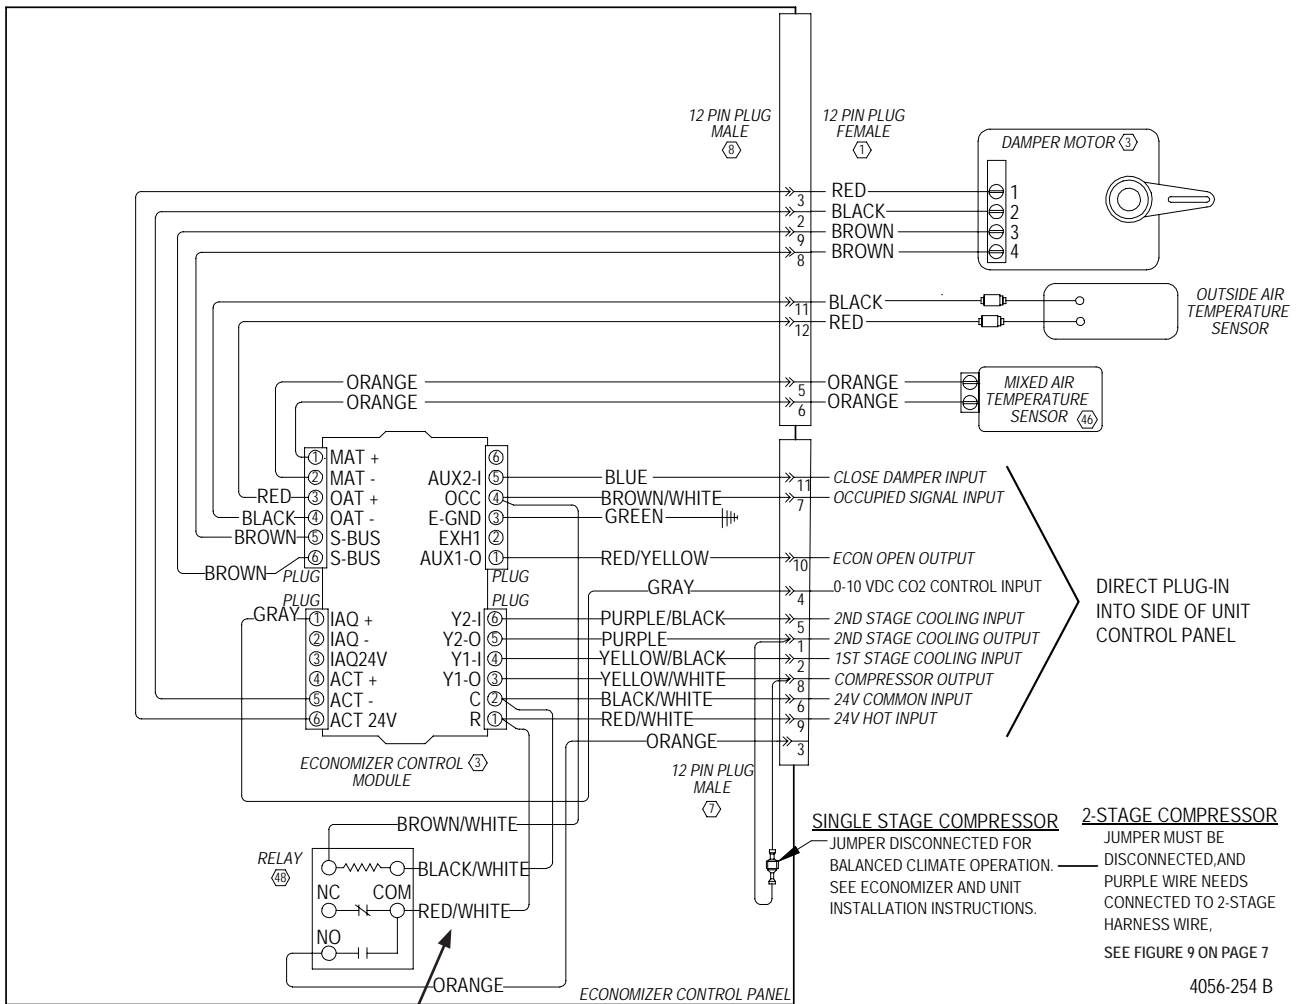 12 PIN PLUG
MALE
8
12 PIN PLUG
FEMALE
1
DAMPER MOTOR 3
3 RED 1
2 BLACK 2
9 BROWN 3
8 BROWN 4
11 BLACK
12 RED
OUTSIDE AIR
TEMPERATURE
SENSOR
ORANGE 5 ORANGE
ORANGE 6 ORANGE
MIXED AIR
TEMPERATURE
SENSOR 46
1 MAT +
2 MAT -
RED 3 OAT +
BLACK 4 OAT -
BROWN 5 S-BUS
BROWN 6 S-BUS
PLUG
6
AUX2-I 5 BLUE 11 CLOSE DAMPER INPUT
OCC 4 BROWN/WHITE 7 OCCUPIED SIGNAL INPUT
E-GND 3 GREEN
EXH1 2
AUX1-O 1 RED/YELLOW 10 ECON OPEN OUTPUT
PLUG
GRAY 4 0-10 VDC CO2 CONTROL INPUT
PLUG
GRAY 1 IAQ +
2 IAQ -
3 IAQ24V
4 ACT +
5 ACT -
6 ACT 24V
PLUG
Y2-I 6 PURPLE/BLACK 5 2ND STAGE COOLING INPUT
Y2-O 5 PURPLE 1 2ND STAGE COOLING OUTPUT
Y1-I 4 YELLOW/BLACK 2 1ST STAGE COOLING INPUT
Y1-O 3 YELLOW/WHITE 8 COMPRESSOR OUTPUT
C 2 BLACK/WHITE 6 24V COMMON INPUT
R 1 RED/WHITE 9 24V HOT INPUT
ORANGE 3
DIRECT PLUG-IN
INTO SIDE OF UNIT
CONTROL PANEL
ECONOMIZER CONTROL 3
MODULE
12 PIN PLUG
MALE
7
BROWN/WHITE
RELAY
48
BLACK/WHITE
NC COM
RED/WHITE
NO
ORANGE
SINGLE STAGE COMPRESSOR
JUMPER DISCONNECTED FOR
BALANCED CLIMATE OPERATION.
SEE ECONOMIZER AND UNIT
INSTALLATION INSTRUCTIONS.
2-STAGE COMPRESSOR
JUMPER MUST BE
DISCONNECTED,AND
PURPLE WIRE NEEDS
CONNECTED TO 2-STAGE
HARNESS WIRE,
SEE FIGURE 9 ON PAGE 7
ECONOMIZER CONTROL PANEL
4056-254 B